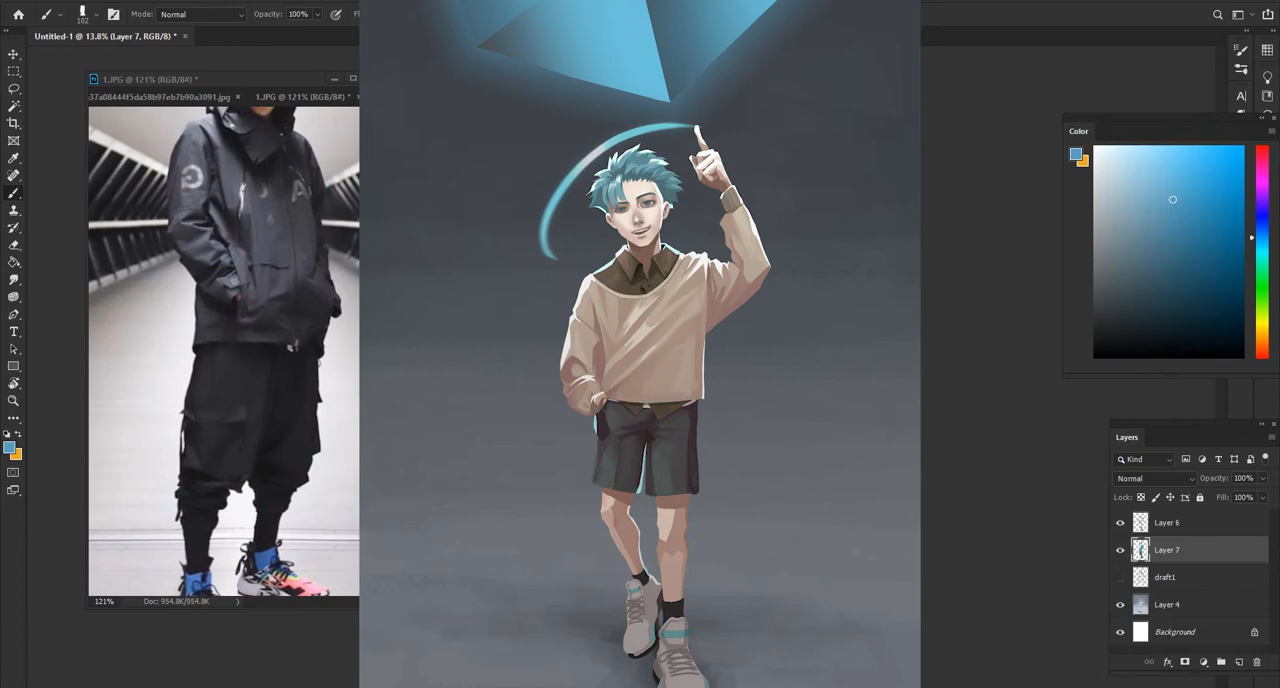 102
Mode: Normal
Opacity: 100%
Untitled-1 @ 13.8% (Layer 7, RGB/8) *
1.JPG @ 121% (RGB/8#) *
a37a08444f5da58b97eb7b90a3091.jpg
1.JPG @ 121% (RGB/8#) *
121%
Doc: 954.8K/954.8K
Color
Layers
Kind
Normal
Opacity: 100%
Lock:
Fill: 100%
Layer 6
Layer 7
draft1
Layer 4
Background